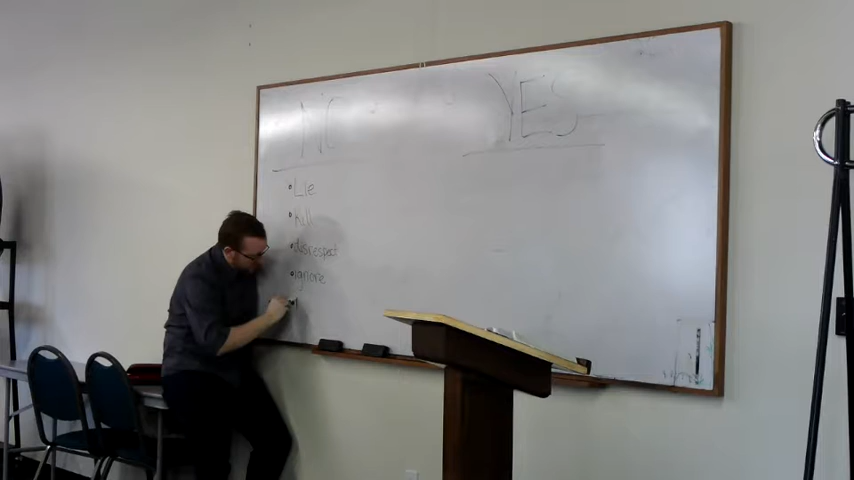 NO
YES
Lie
kill
disrespect
ignore